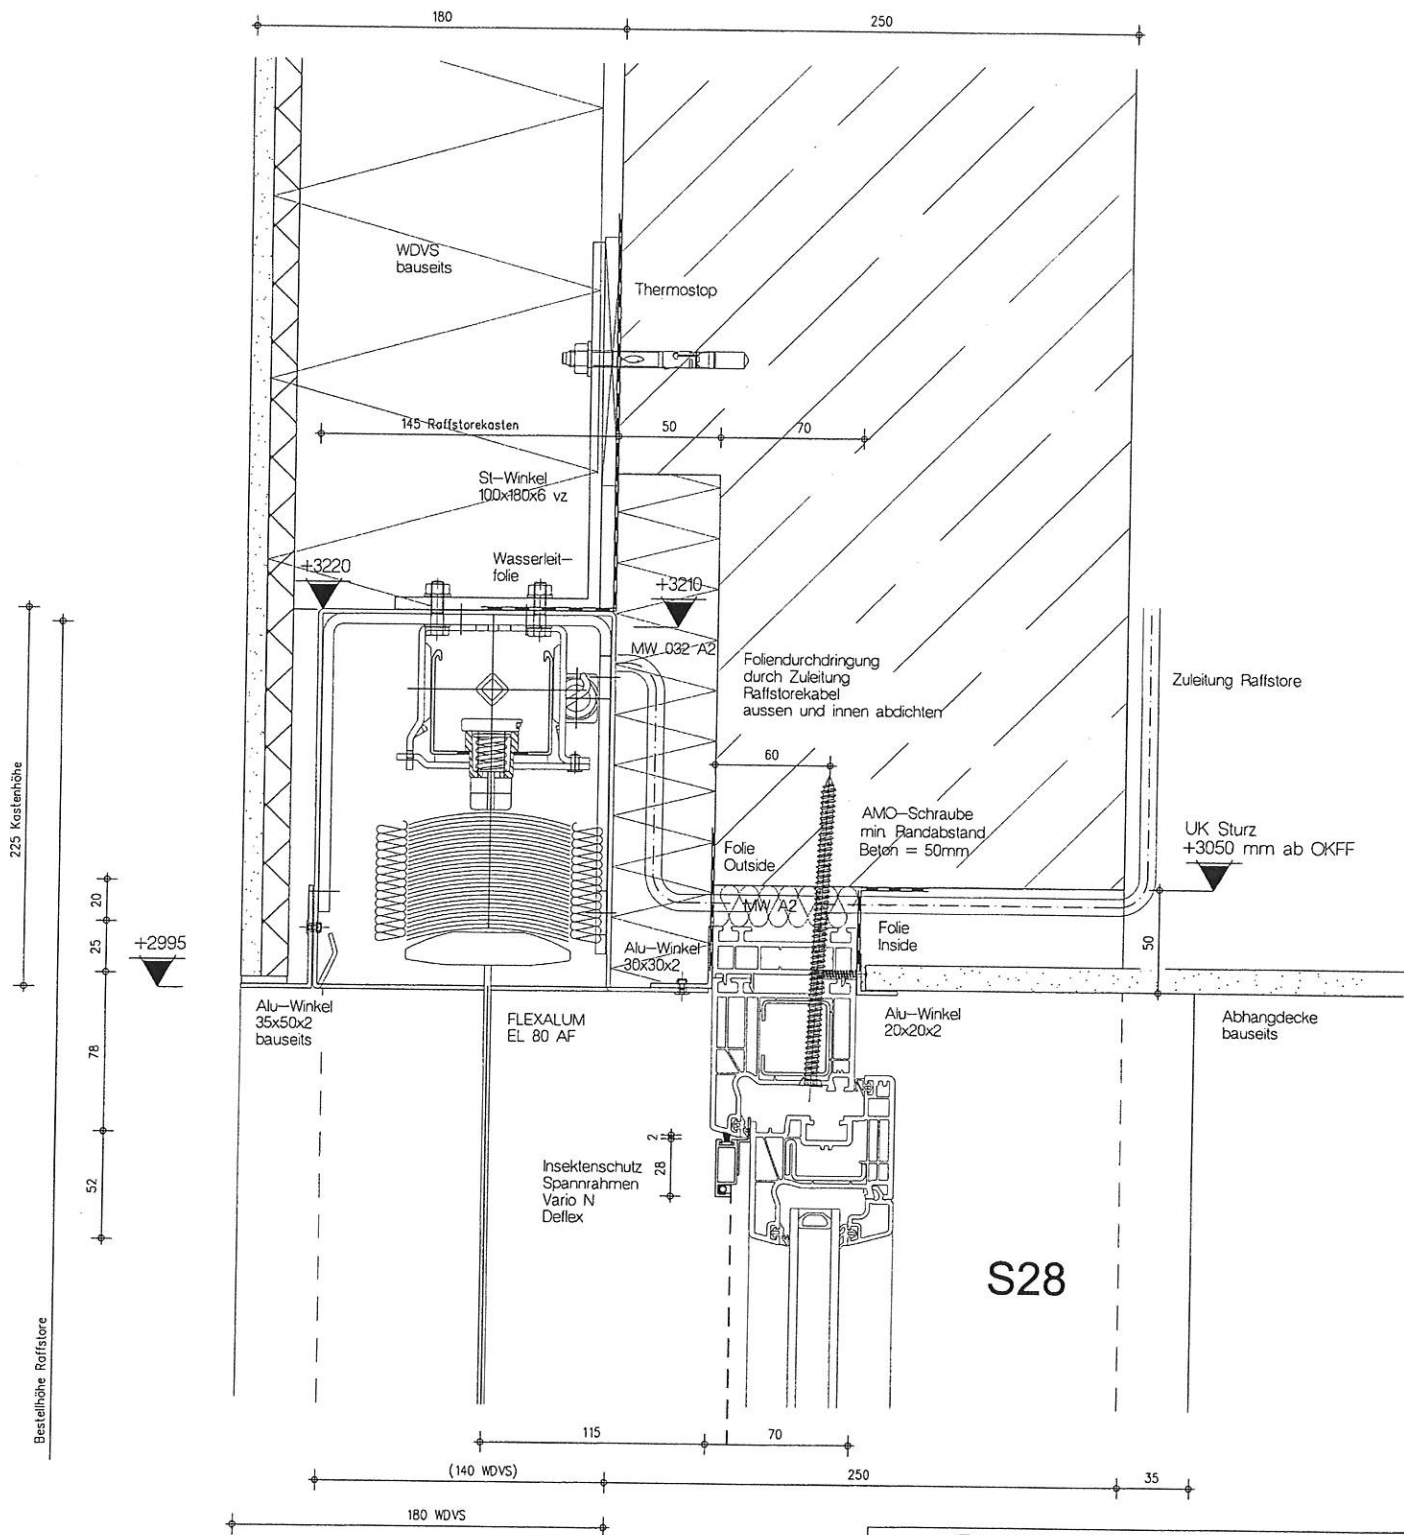 180
250
WDVS
bauseits
Thermostop
145 Raffstorekasten
50
70
St-Winkel
100x180x6 vz
Wasserleit-
folie
+3220
+3210
MW 032 A2
Foliendurchdringung
durch Zuleitung
Raffstorekabel
aussen und innen abdichten
Zuleitung Raffstore
60
225 Kastenhöhe
AMO-Schraube
min. Randabstand
Beton = 50mm
UK Sturz
+3050 mm ab OKFF
Folie
Outside
MW A2
20
25
+2995
Alu-Winkel
30x30x2
Folie
Inside
50
Alu-Winkel
35x50x2
bauseits
FLEXALUM
EL 80 AF
Alu-Winkel
20x20x2
Abhangdecke
bauseits
78
2
28
52
Insektenschutz
Spannrahmen
Vario N
Deflex
S28
Bestellhöhe Raffstore
115
70
(140 WDVS)
250
35
180 WDVS